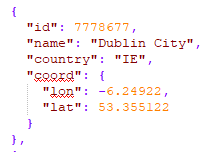 {
"id": 7778677,
"name": "Dublin City",
"country": "IE",
"coord": {
"lon": -6.24922,
"lat": 53.355122
}
},